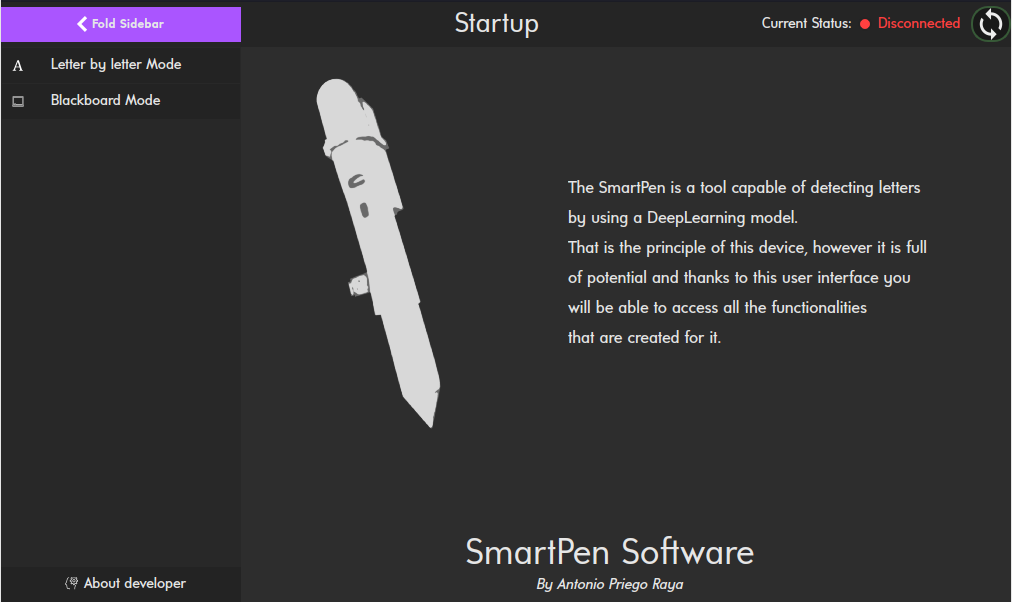 Fold Sidebar
Startup
Current Status: Disconnected
A Letter by letter Mode
Blackboard Mode
The SmartPen is a tool capable of detecting letters
by using a DeepLearning model.
That is the principle of this device, however it is full
of potential and thanks to this user interface you
will be able to access all the functionalities
that are created for it.
SmartPen Software
By Antonio Priego Raya
About developer